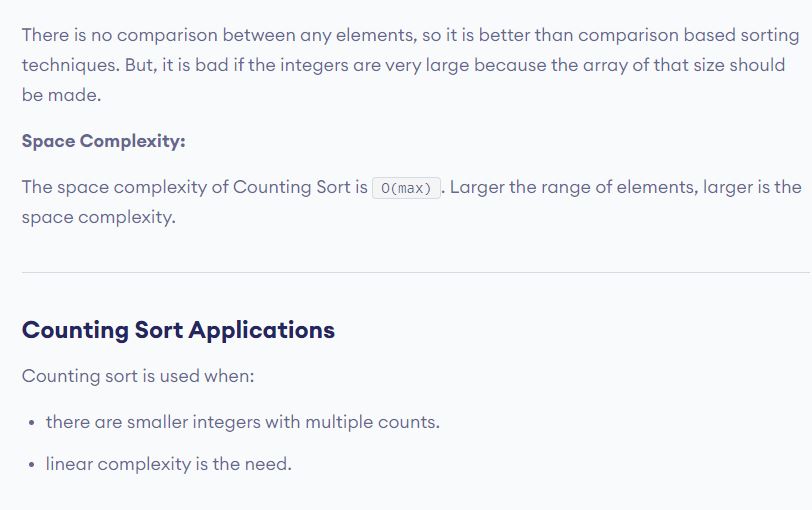 There is no comparison between any elements, so it is better than comparison based sorting
techniques. But, it is bad if the integers are very large because the array of that size should
be made.
Space Complexity:
The space complexity of Counting Sort is O(max). Larger the range of elements, larger is the
space complexity.
Counting Sort Applications
Counting sort is used when:
• there are smaller integers with multiple counts.
• linear complexity is the need.